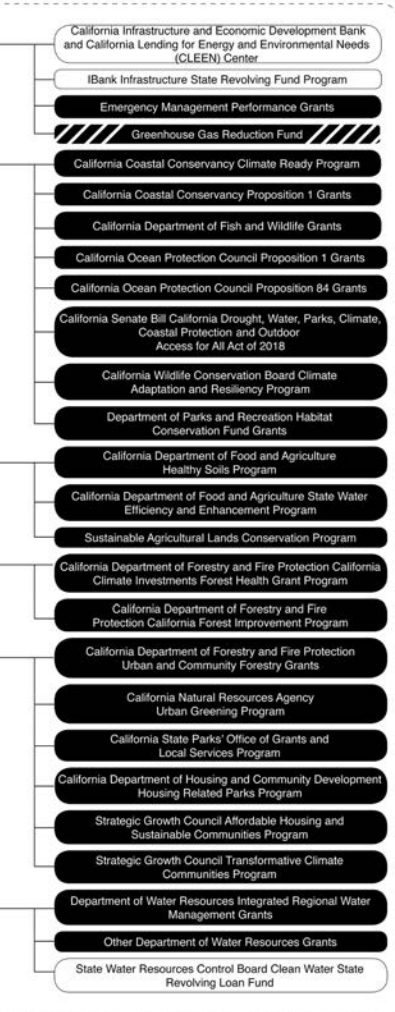 California Infrastructure and Economic Development Bank
and California Lending for Energy and Environmental Needs
(CLEEN) Center
IBank Infrastructure State Revolving Fund Program
Emergency Management Performance Grants
Greenhouse Gas Reduction Fund
California Coastal Conservancy Climate Ready Program
California Coastal Conservancy Proposition 1 Grants
California Department of Fish and Wildlife Grants
California Ocean Protection Council Proposition 1 Grants
California Ocean Protection Council Proposition 84 Grants
California Senate Bill California Drought, Water, Parks, Climate,
Coastal Protection and Outdoor
Access for All Act of 2018
California Wildlife Conservation Board Climate
Adaptation and Resiliency Program
Department of Parks and Recreation Habitat
Conservation Fund Grants
California Department of Food and Agriculture
Healthy Soils Program
California Department of Food and Agriculture State Water
Efficiency and Enhancement Program
Sustainable Agricultural Lands Conservation Program
California Department of Forestry and Fire Protection California
Climate Investments Forest Health Grant Program
California Department of Forestry and Fire
Protection California Forest Improvement Program
California Department of Forestry and Fire Protection
Urban and Community Forestry Grants
California Natural Resources Agency
Urban Greening Program
California State Parks' Office of Grants and
Local Services Program
California Department of Housing and Community Development
Housing Related Parks Program
Strategic Growth Council Affordable Housing and
Sustainable Communities Program
Strategic Growth Council Transformative Climate
Communities Program
Department of Water Resources Integrated Regional Water
Management Grants
Other Department of Water Resources Grants
State Water Resources Control Board Clean Water State
Revolving Loan Fund